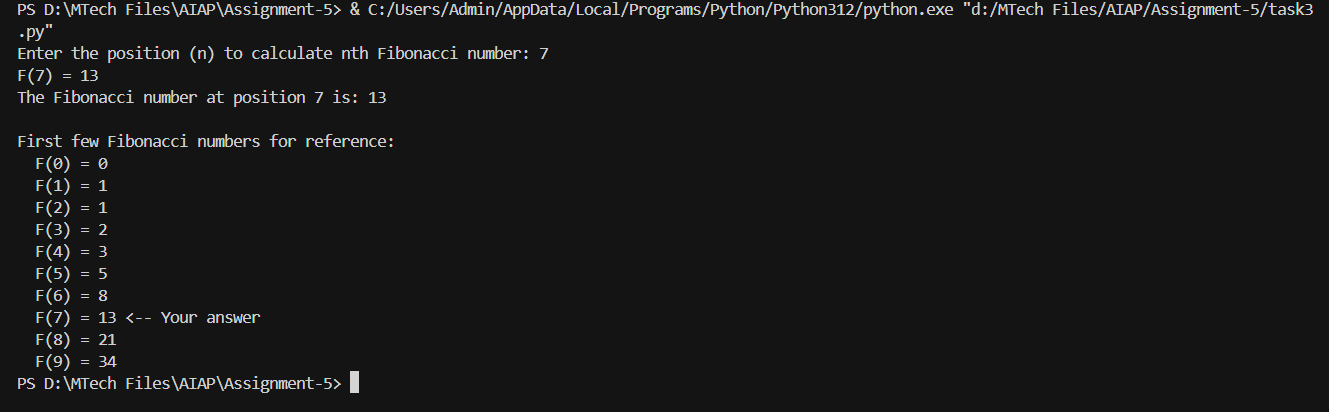 PS D:\MTech Files\AIAP\Assignment-5> & C:/Users/Admin/AppData/Local/Programs/Python/Python312/python.exe "d:/MTech Files/AIAP/Assignment-5/task3
.py"
Enter the position (n) to calculate nth Fibonacci number: 7
F(7) = 13
The Fibonacci number at position 7 is: 13

First few Fibonacci numbers for reference:
  F(0) = 0
  F(1) = 1
  F(2) = 1
  F(3) = 2
  F(4) = 3
  F(5) = 5
  F(6) = 8
  F(7) = 13 <-- Your answer
  F(8) = 21
  F(9) = 34
PS D:\MTech Files\AIAP\Assignment-5>